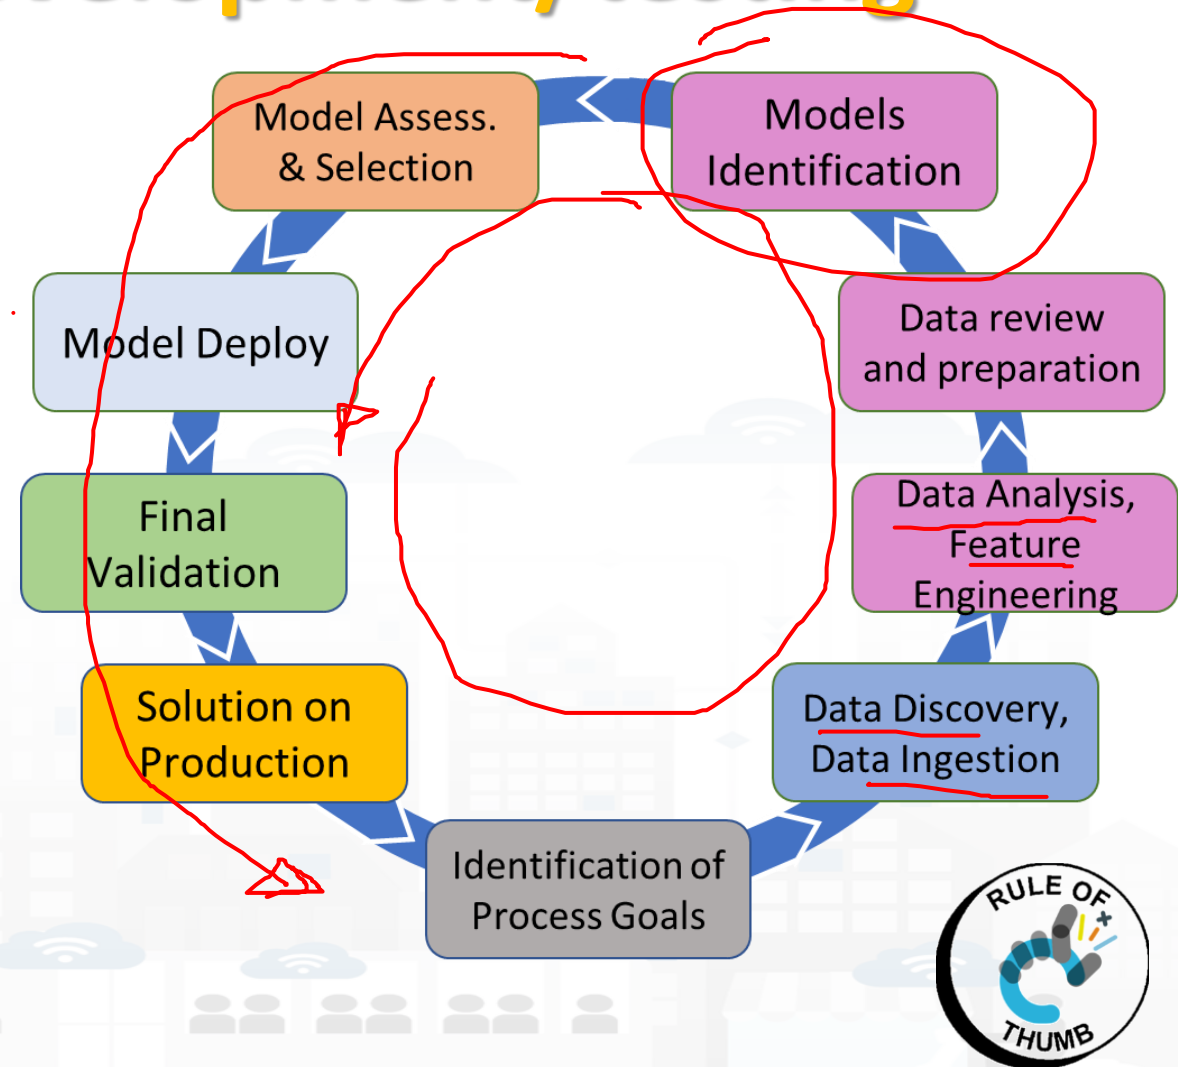 Model Assess.
& Selection
Models
Identification
Model Deploy
Data review
and preparation
Final
Validation
Data Analysis,
Feature
Engineering
Solution on
Production
Data Discovery,
Data Ingestion
Identification of
Process Goals
RULE OF
THUMB